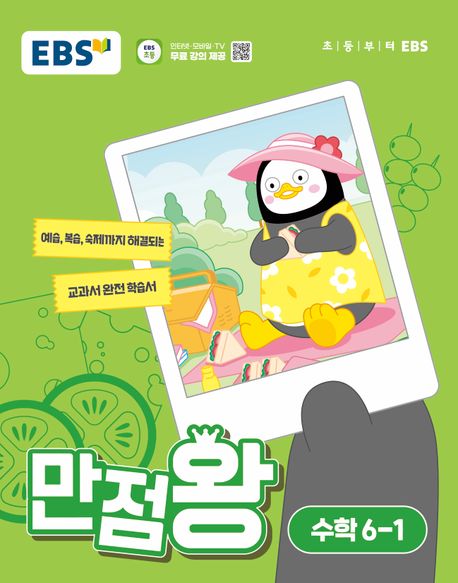 EBS
EBS
초등
인터넷·모바일·TV
무료 강의 제공
초|등|부|터 EBS
예습, 복습, 숙제까지 해결되는
교과서 완전 학습서
만점왕
수학 6-1